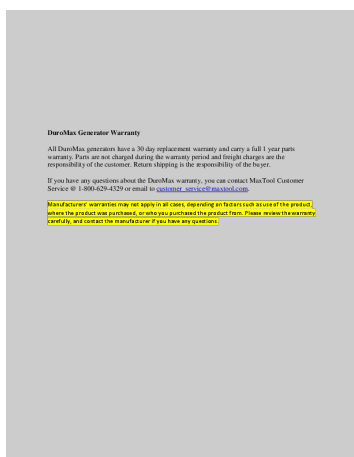 DuroMax Generator Warranty
All DuroMax generators have a 30 day replacement warranty and carry a full 1 year parts
warranty. Parts are not charged during the warranty period and freight charges are the
responsibility of the customer. Return shipping is the responsibility of the buyer.
If you have any questions about the DuroMax warranty, you can contact MaxTool Customer
Service @ 1-800-629-4329 or email to customer_service@maxtool.com.
Manufacturers' warranties may not apply in all cases, depending on factors such as use of the product,
where the product was purchased, or who you purchased the product from. Please review the warranty
carefully, and contact the manufacturer if you have any questions.